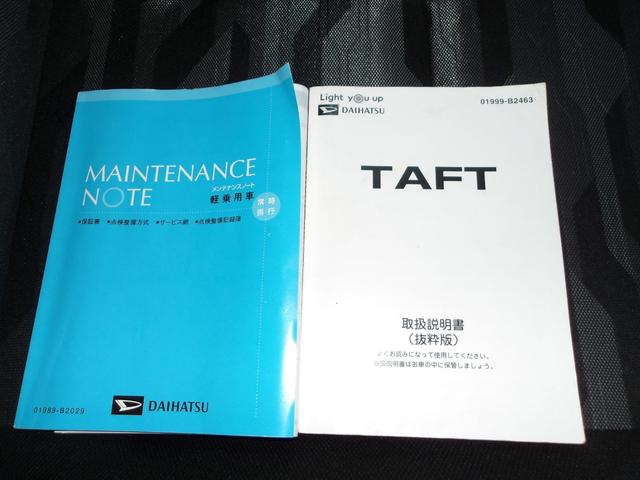 MAINTENANCE
NOTE
メンテナンスノート
軽乗用車
常時
携行
●保証書 ●点検整備方式 ●サービス網 ●点検整備記録簿
01989-B2029
DAIHATSU
Light you up
DAIHATSU
01999-B2463
TAFT
取扱説明書
（抜粋版）
よくお読みになって使用してください。
※説明書はお車の中に保管しましょう。